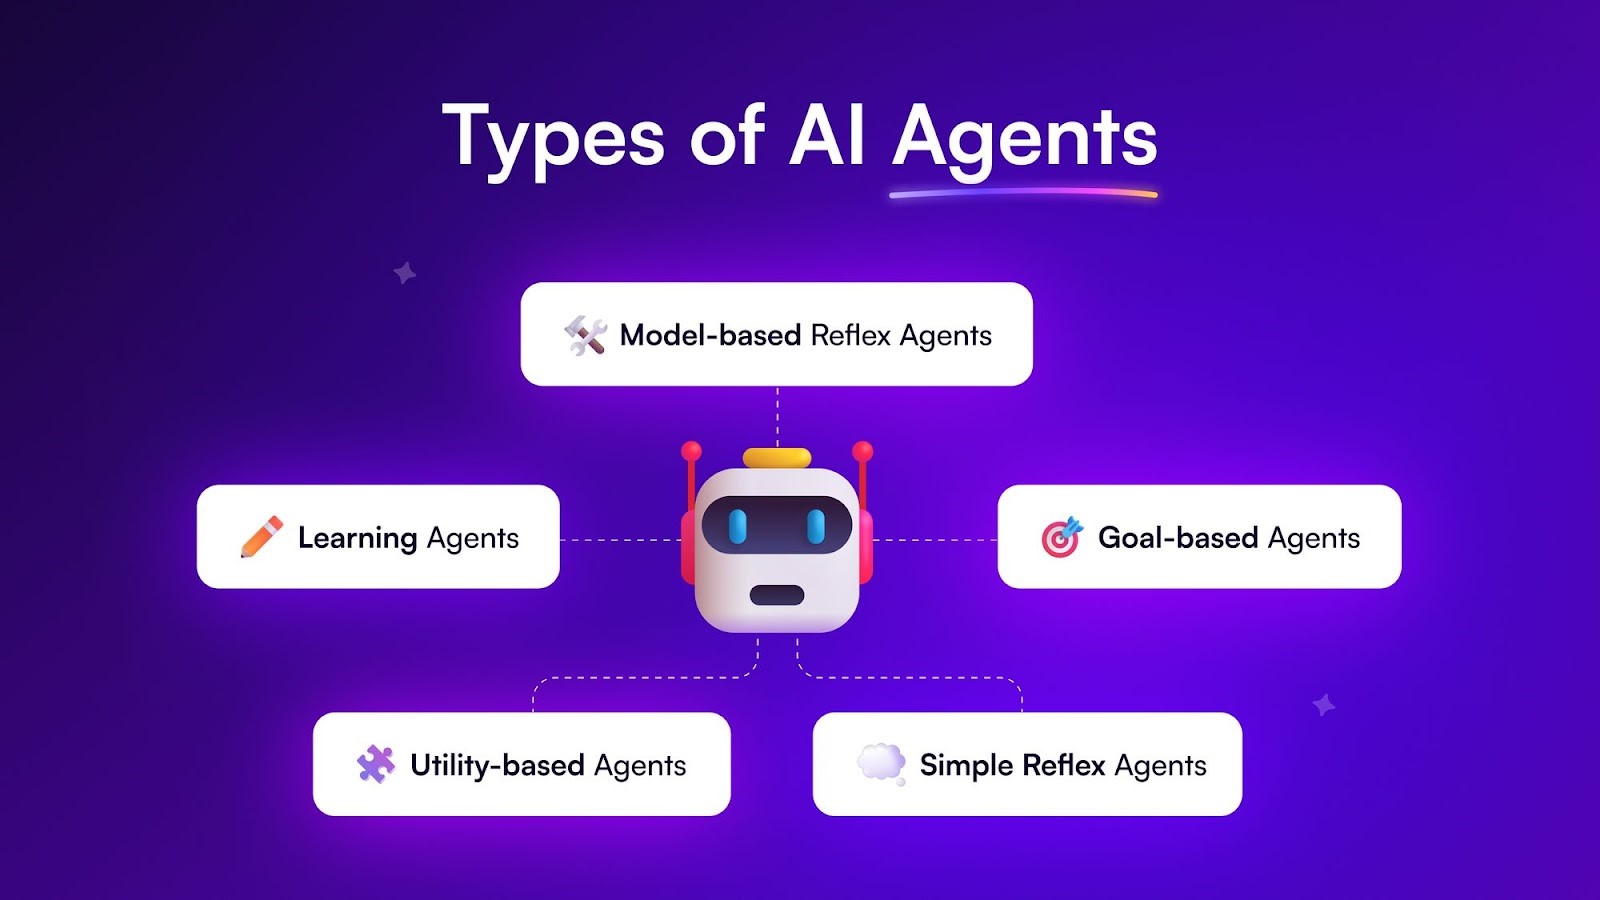 Types of AI Agents
Model-based Reflex Agents
Learning Agents
Goal-based Agents
Utility-based Agents
Simple Reflex Agents